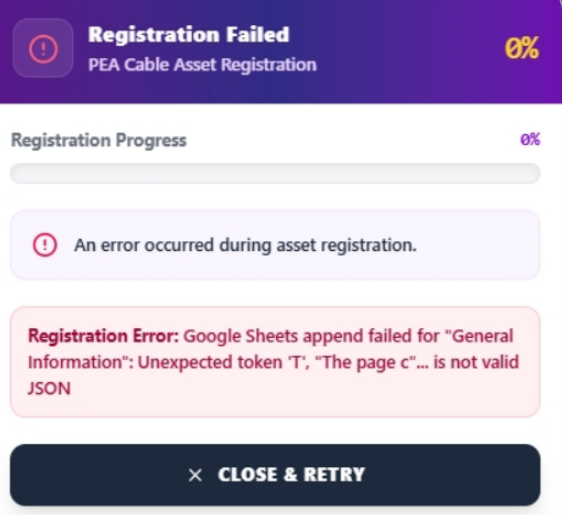 Registration Failed
PEA Cable Asset Registration
0%
Registration Progress
0%
An error occurred during asset registration.
Registration Error: Google Sheets append failed for "General
Information": Unexpected token 'T', "The page c"... is not valid
JSON
× CLOSE & RETRY